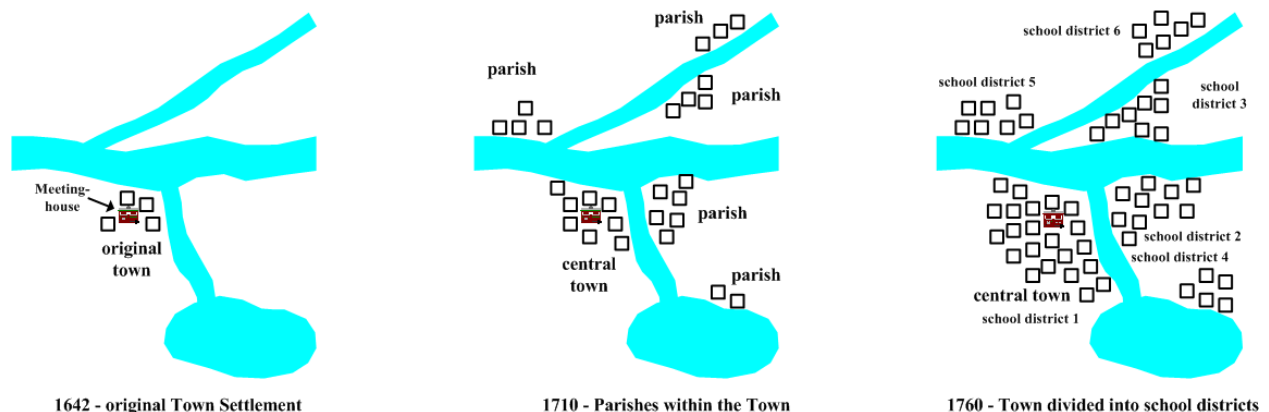 Meeting-
house
original
town
1642 - original Town Settlement
parish
parish
parish
parish
central
town
parish
1710 - Parishes within the Town
school district 6
school district 5
school
district 3
school district 2
school district 4
central town
school district 1
1760 - Town divided into school districts